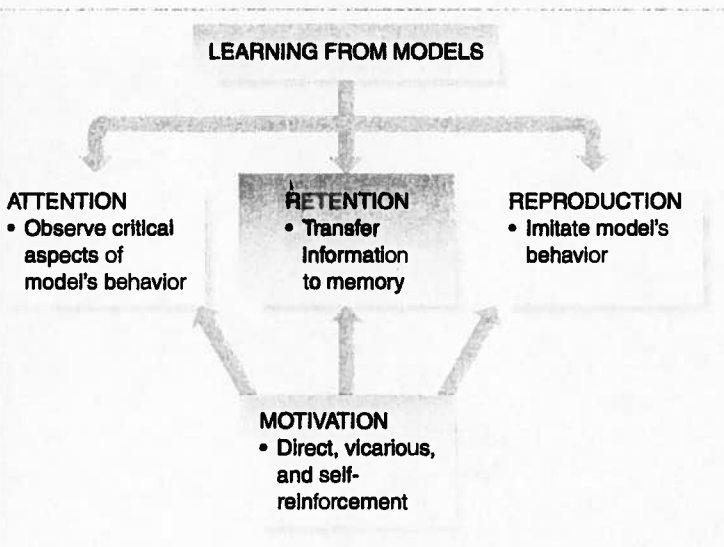 LEARNING FROM MODELS
ATTENTION
• Observe critical
aspects of
model's behavior
RETENTION
• Transfer
Information
to memory
REPRODUCTION
• Imitate model's
behavior
MOTIVATION
• Direct, vicarious,
and self-
reinforcement